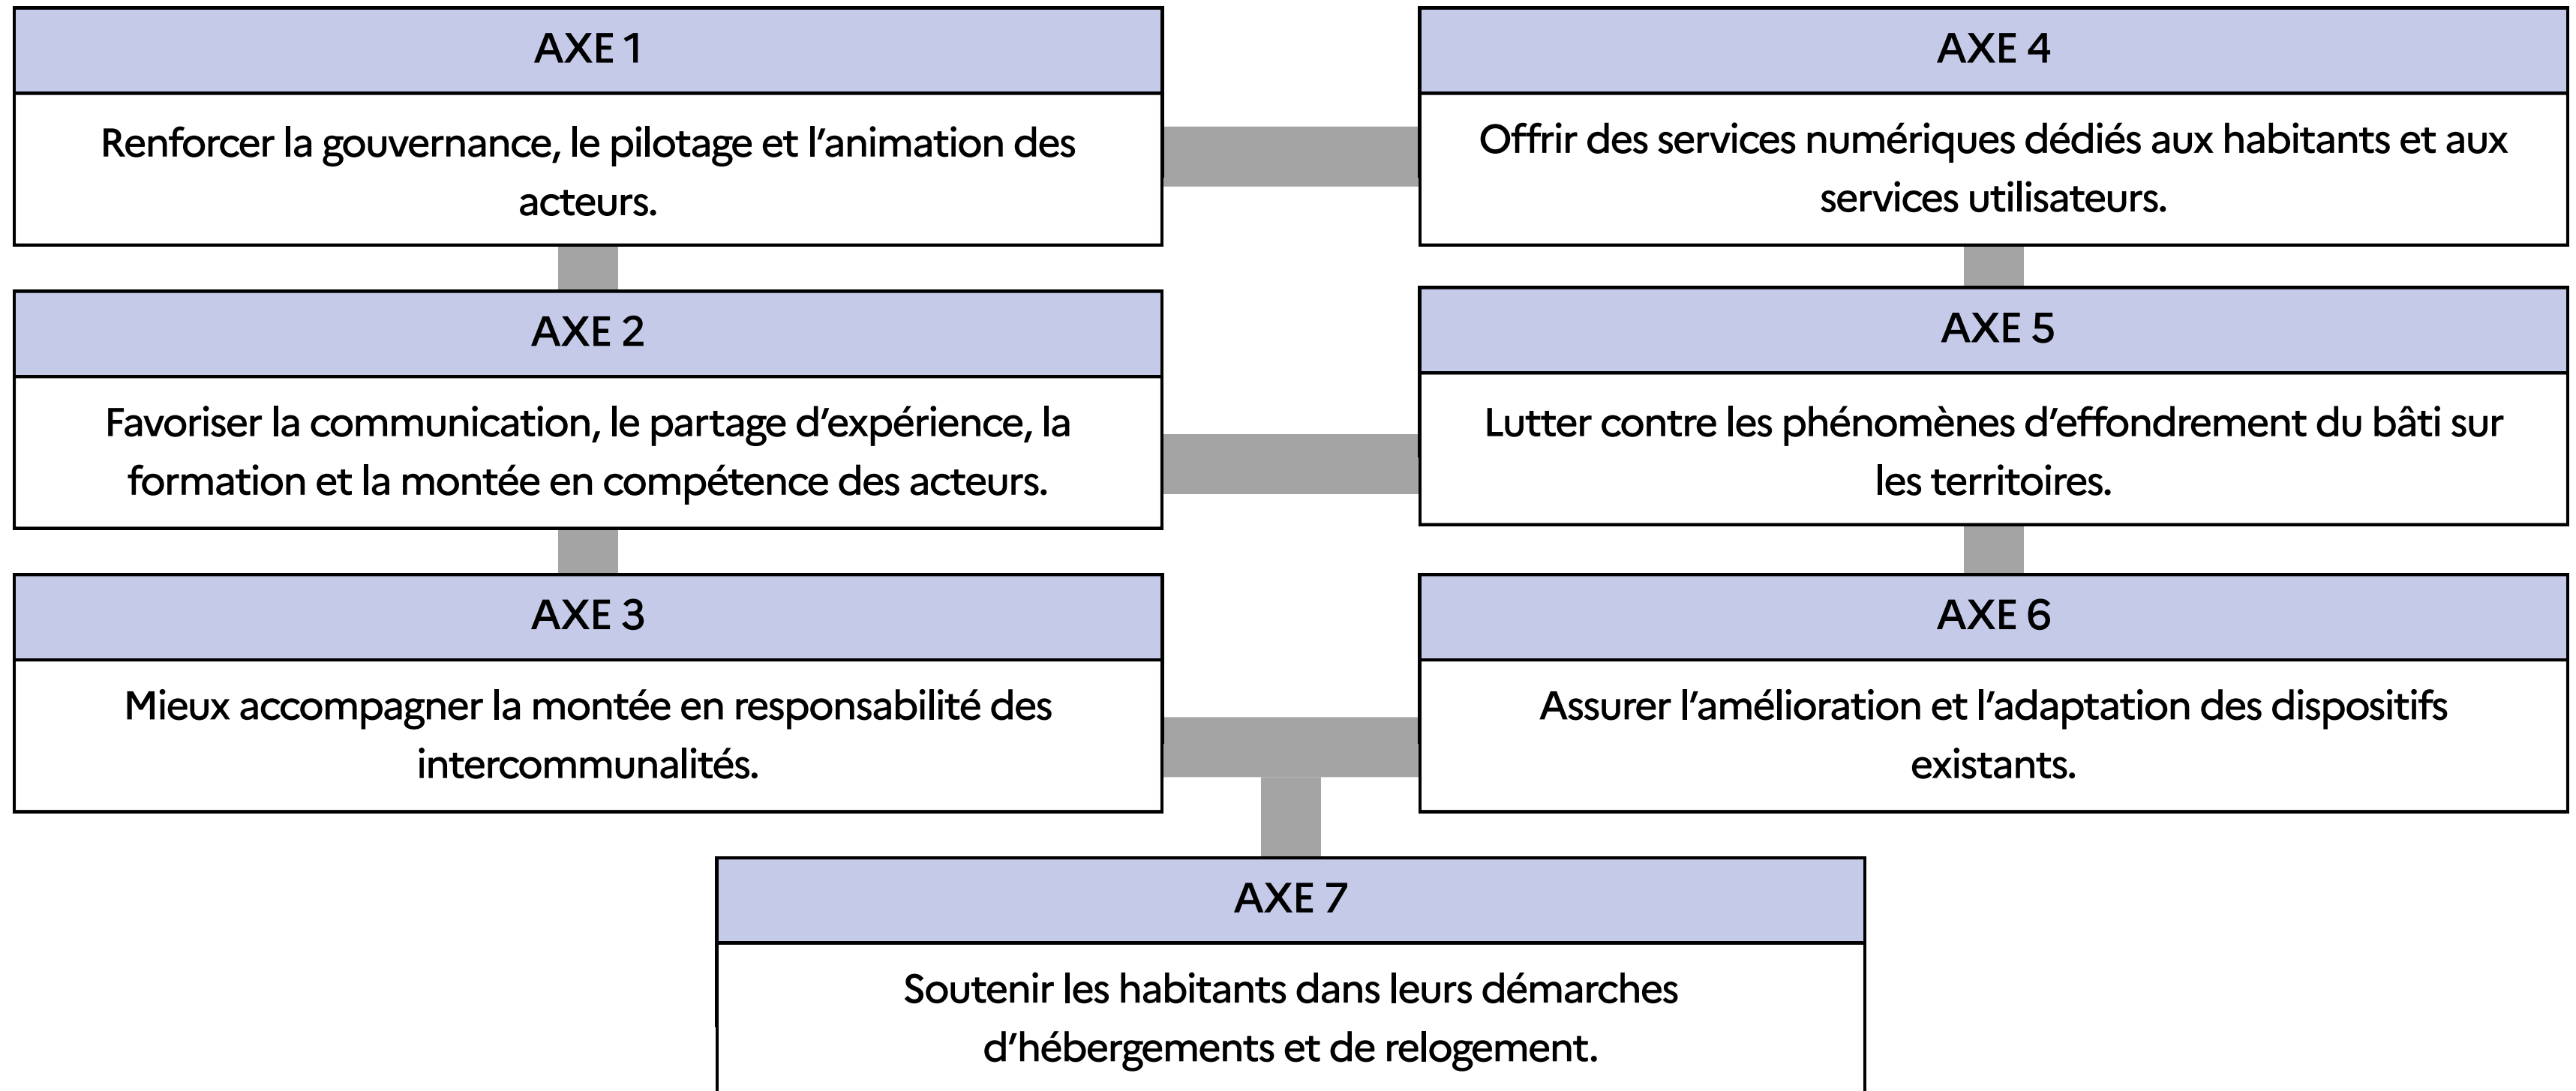 AXE 1
Renforcer la gouvernance, le pilotage et l’animation des
acteurs.
AXE 2
Favoriser la communication, le partage d’expérience, la
formation et la montée en compétence des acteurs.
AXE 3
Mieux accompagner la montée en responsabilité des
intercommunalités.
AXE 4
Offrir des services numériques dédiés aux habitants et aux
services utilisateurs.
AXE 5
Lutter contre les phénomènes d’effondrement du bâti sur
les territoires.
AXE 6
Assurer l’amélioration et l’adaptation des dispositifs
existants.
AXE 7
Soutenir les habitants dans leurs démarches
d’hébergements et de relogement.